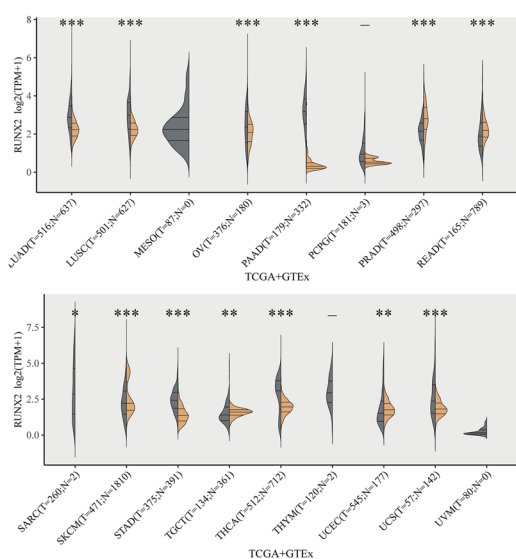 8
6
4
2
0
RUNX2 log2(TPM+1)
*** *** *** *** — *** ***
LUAD(T=516;N=637)
LUSC(T=501;N=627)
MESO(T=87;N=0)
OV(T=376;N=180)
PAAD(T=179;N=332)
PCPG(T=181;N=3)
PRAD(T=498;N=297)
READ(T=165;N=789)
TCGA+GTEx
7.5
5.0
2.5
0.0
RUNX2 log2(TPM+1)
* *** *** ** *** — ** ***
SARC(T=260;N=2)
SKCM(T=471;N=1810)
STAD(T=375;N=391)
TGCT(T=134;N=361)
THCA(T=512;N=712)
THYM(T=120;N=2)
UCEC(T=545;N=177)
UCS(T=57;N=142)
UVM(T=80;N=0)
TCGA+GTEx